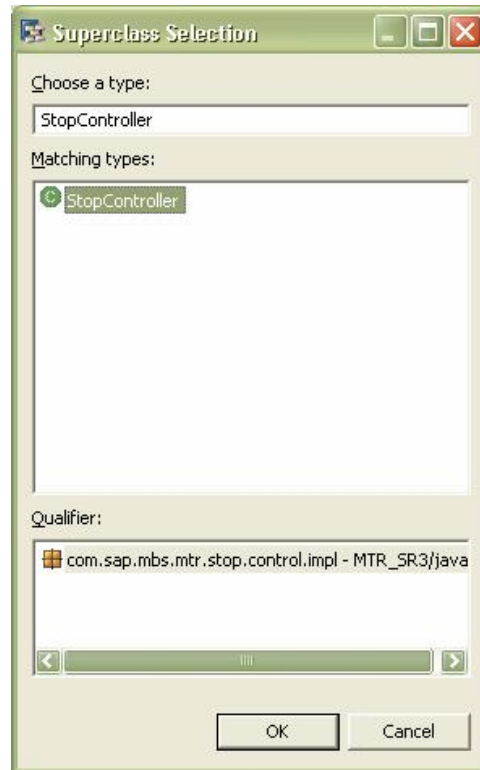 Superclass Selection
Choose a type:
StopController
Matching types:
C StopController
Qualifier:
com.sap.mbs.mtr.stop.control.impl - MTR_SR3/java
OK Cancel